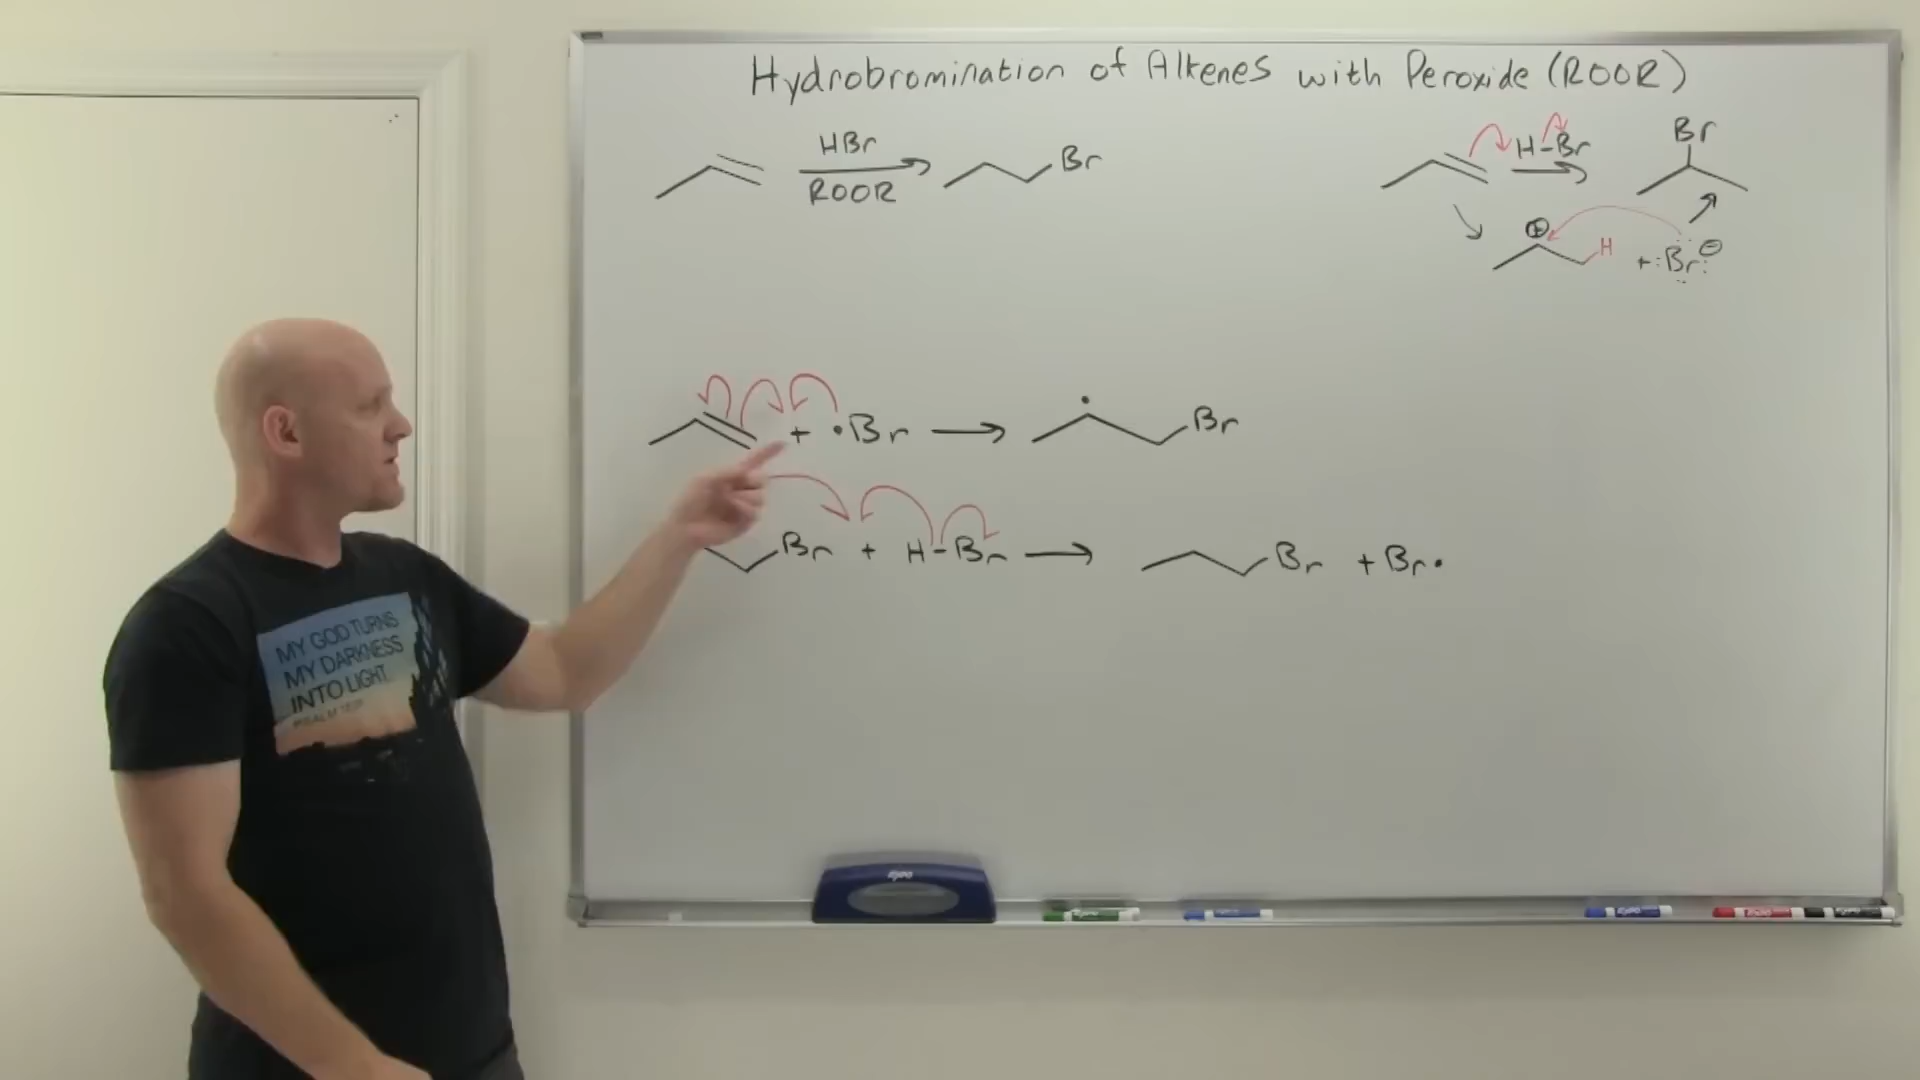 Hydrobromination of Alkenes with Peroxide (ROOR)
HBr
ROOR
Br
H-Br
Br
⊕
H
+ :Br: ⊖
+ ·Br
Br
Br + H-Br
Br + Br·
MY GOD TURNS
MY DARKNESS
INTO LIGHT.
expo